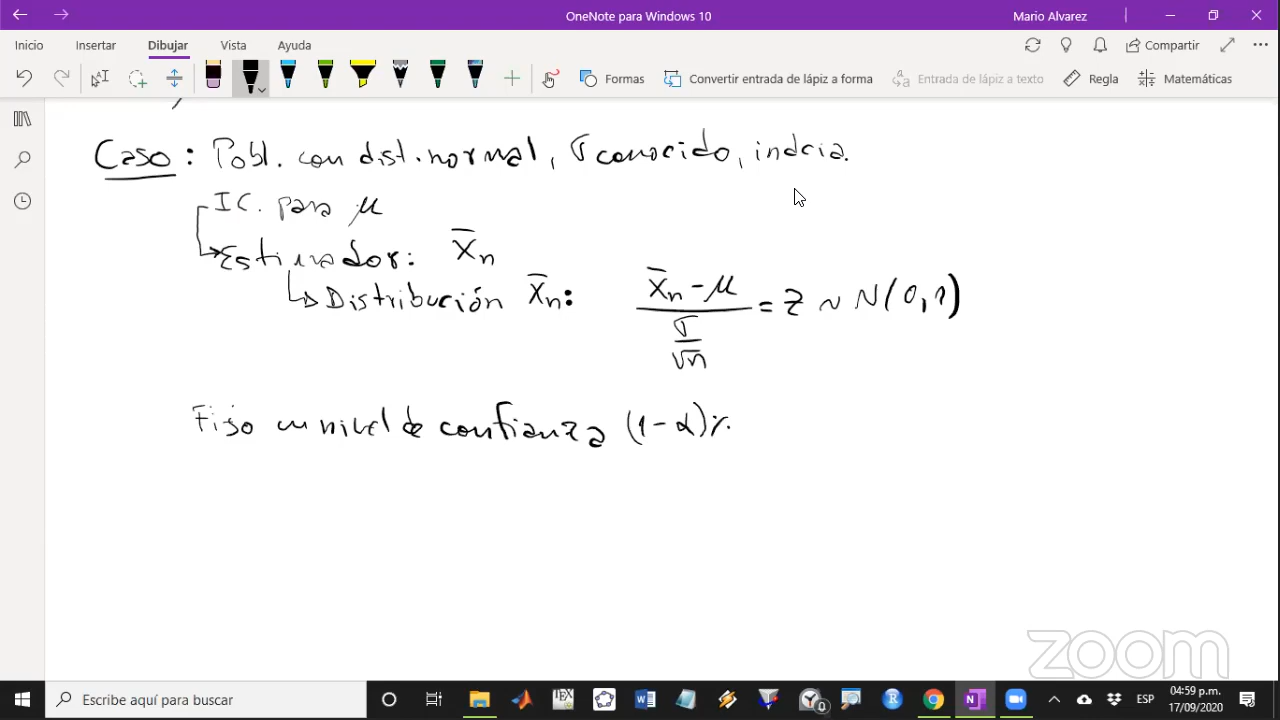 OneNote para Windows 10
Mario Alvarez
Inicio Insertar Dibujar Vista Ayuda
Compartir
Formas Convertir entrada de lápiz a forma Entrada de lápiz a texto Regla Matemáticas
Caso: Pobl. con dist. normal, σ conocido, indcia.
IC. para μ
Estimador: X̄n
Distribución X̄n: (X̄n - μ) / (σ/√n) = Z ~ N(0,1)
Fijo un nivel de confianza (1-α)%.
zoom
Escribe aquí para buscar
ESP
04:59 p.m.
17/09/2020